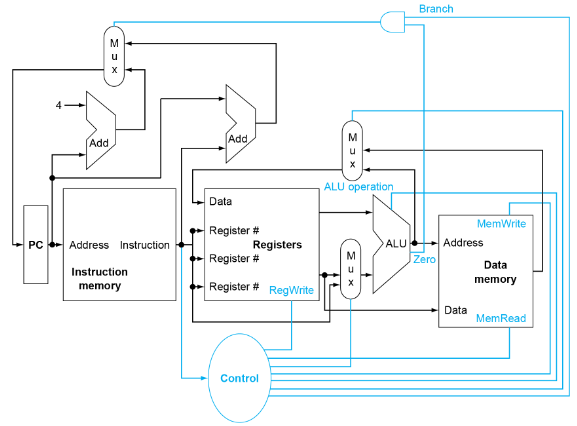 Branch
M
u
x
4
Add
Add
M
u
x
ALU operation
Data
Register #
Registers
Register #
Register #
RegWrite
PC
Address
Instruction
Instruction
memory
M
u
x
ALU
Zero
MemWrite
Address
Data
memory
Data
MemRead
Control